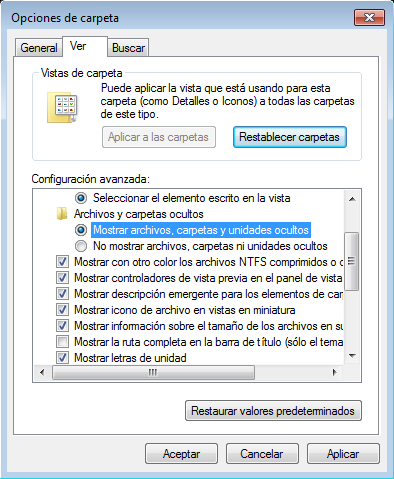 Opciones de carpeta
General Ver Buscar
Vistas de carpeta
Puede aplicar la vista que está usando para esta
carpeta (como Detalles o Iconos) a todas las carpetas
de este tipo.
Aplicar a las carpetas Restablecer carpetas
Configuración avanzada:
Seleccionar el elemento escrito en la vista
Archivos y carpetas ocultos
Mostrar archivos, carpetas y unidades ocultos
No mostrar archivos, carpetas ni unidades ocultos
Mostrar con otro color los archivos NTFS comprimidos o c
Mostrar controladores de vista previa en el panel de vista
Mostrar descripción emergente para los elementos de car
Mostrar icono de archivo en vistas en miniatura
Mostrar infomación sobre el tamaño de los archivos en su
Mostrar la ruta completa en la barra de título (sólo el tema
Mostrar letras de unidad
Restaurar valores predeterminados
Aceptar Cancelar Aplicar